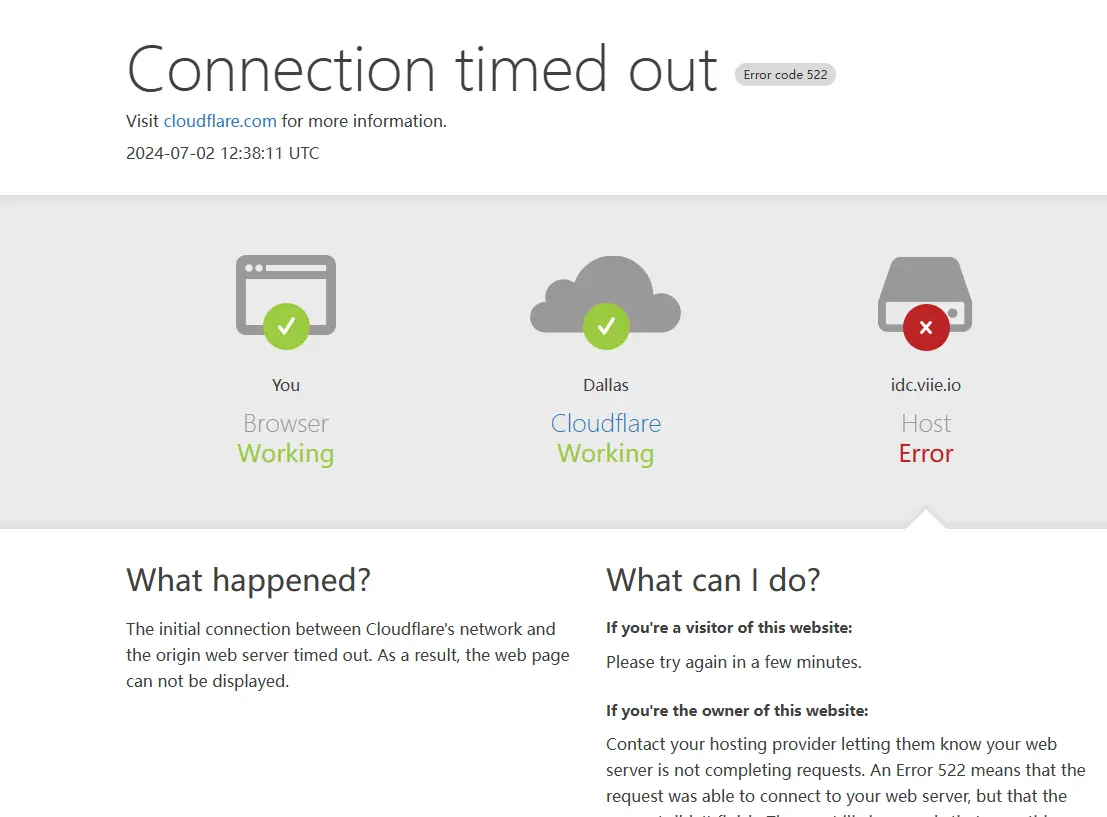 Connection timed out Error code 522
Visit cloudflare.com for more information.
2024-07-02 12:38:11 UTC
You
Browser
Working
Dallas
Cloudflare
Working
idc.viie.io
Host
Error
What happened?
The initial connection between Cloudflare's network and
the origin web server timed out. As a result, the web page
can not be displayed.
What can I do?
If you're a visitor of this website:
Please try again in a few minutes.
If you're the owner of this website:
Contact your hosting provider letting them know your web
server is not completing requests. An Error 522 means that the
request was able to connect to your web server, but that the